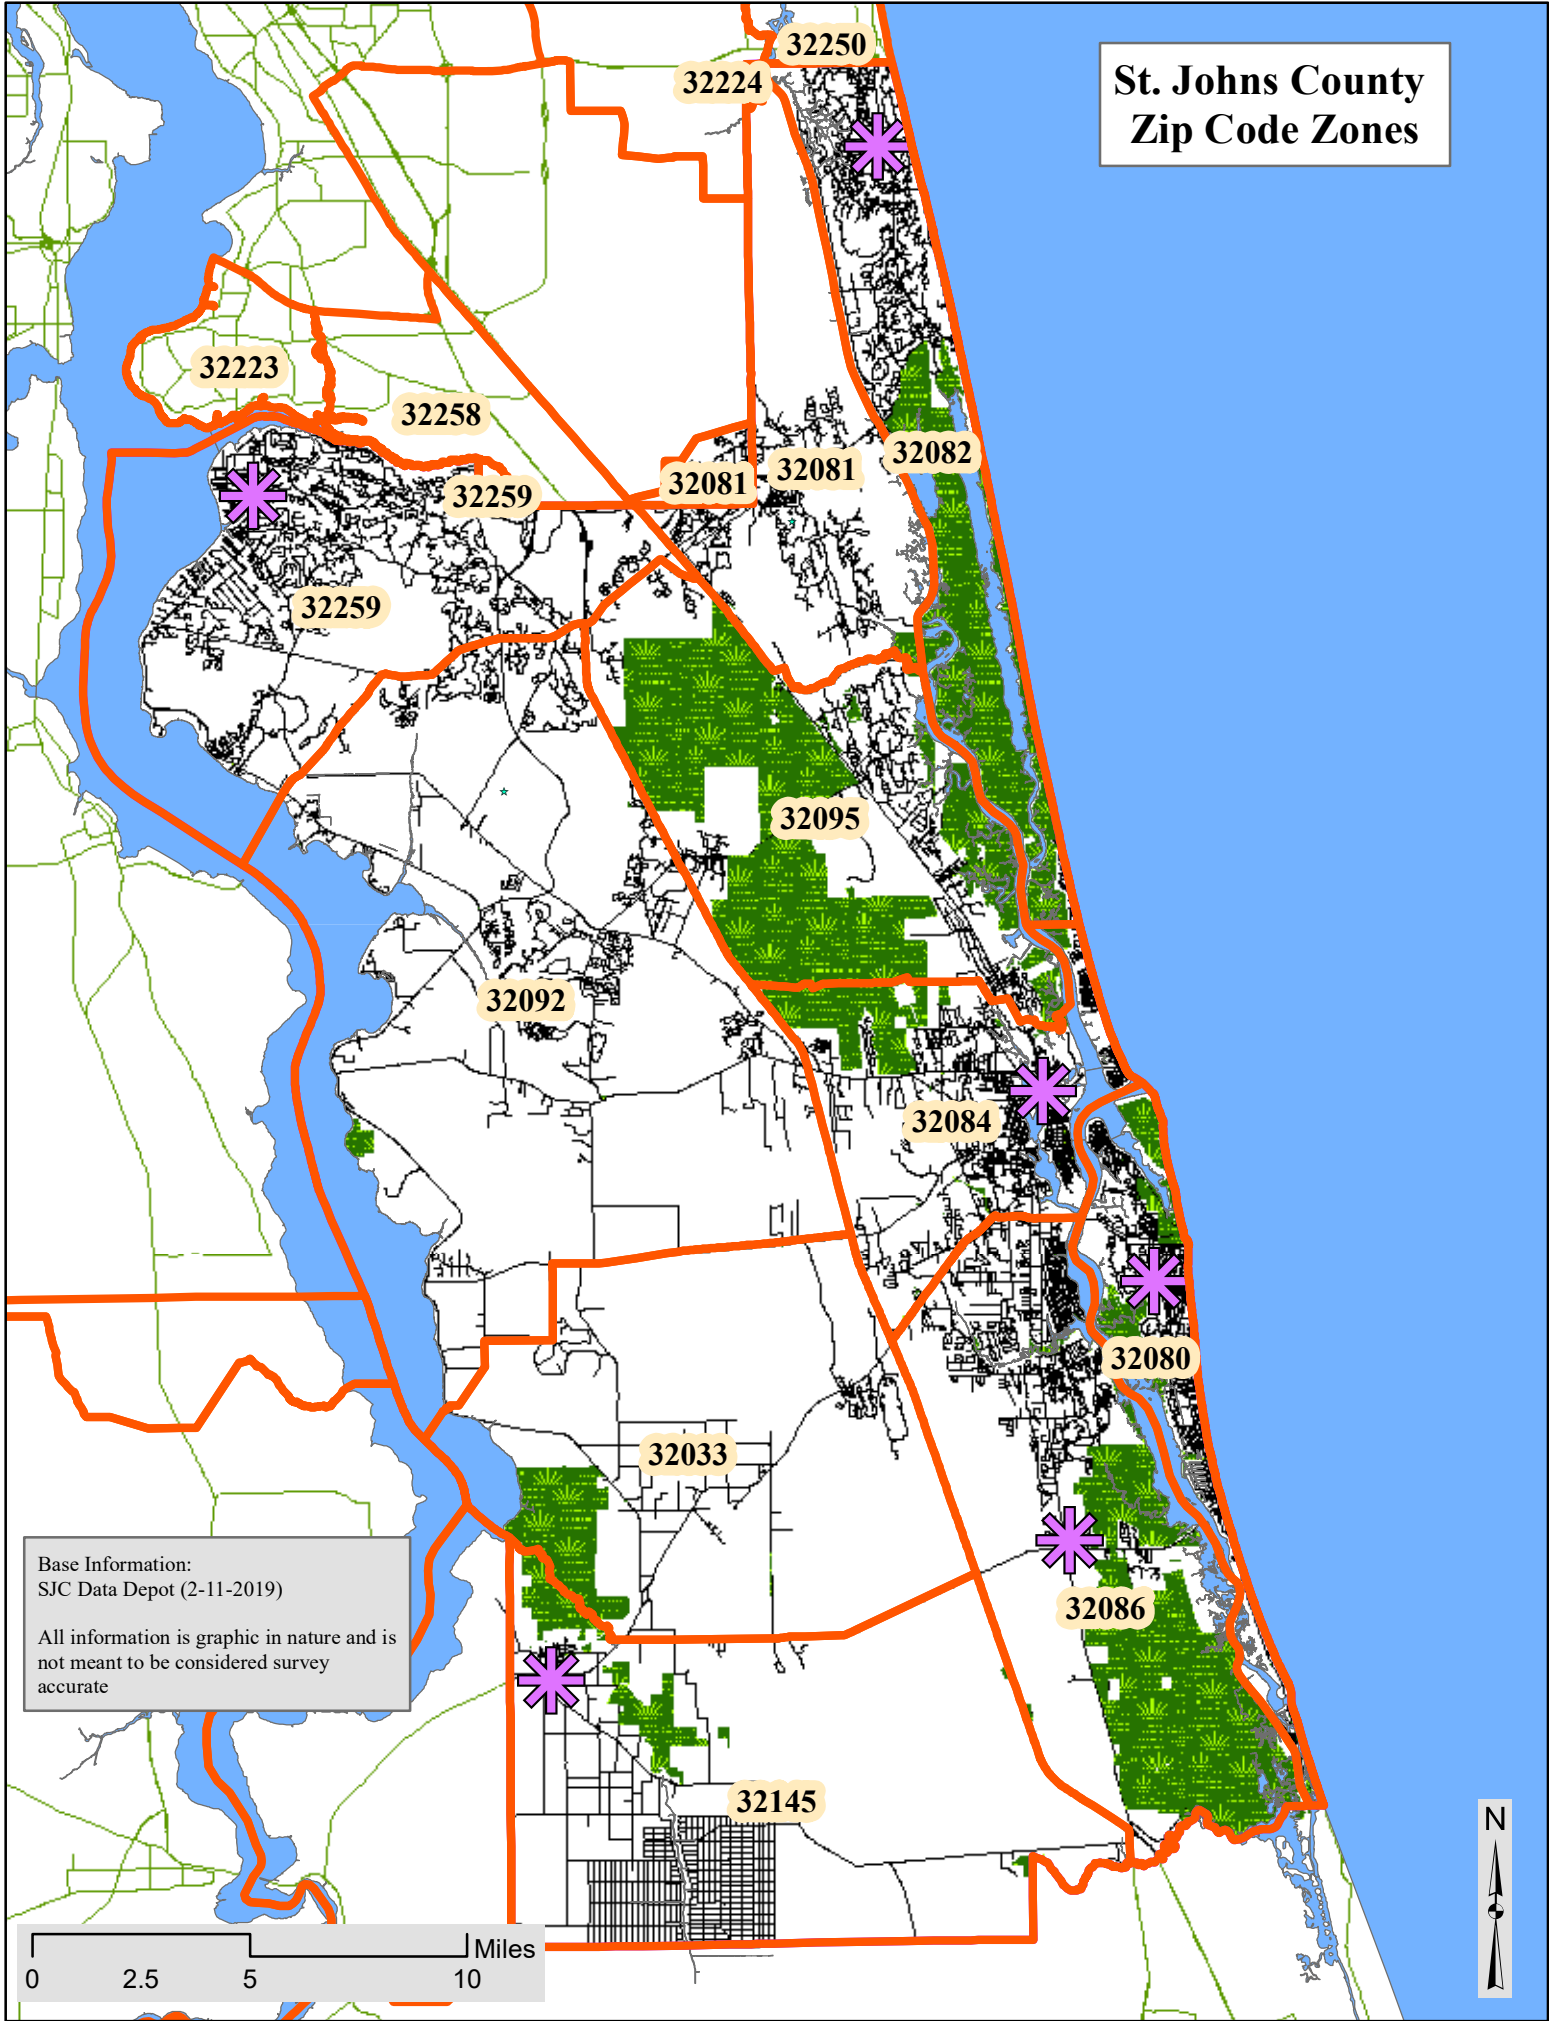 32250
32224
St. Johns County
Zip Code Zones
32223
32258
32082
32081
32081
32259
32259
32095
32092
32084
32080
32033
Base Information:
SJC Data Depot (2-11-2019)
All information is graphic in nature and is
not meant to be considered survey
accurate
32086
32145
N
Miles
0 2.5 5 10